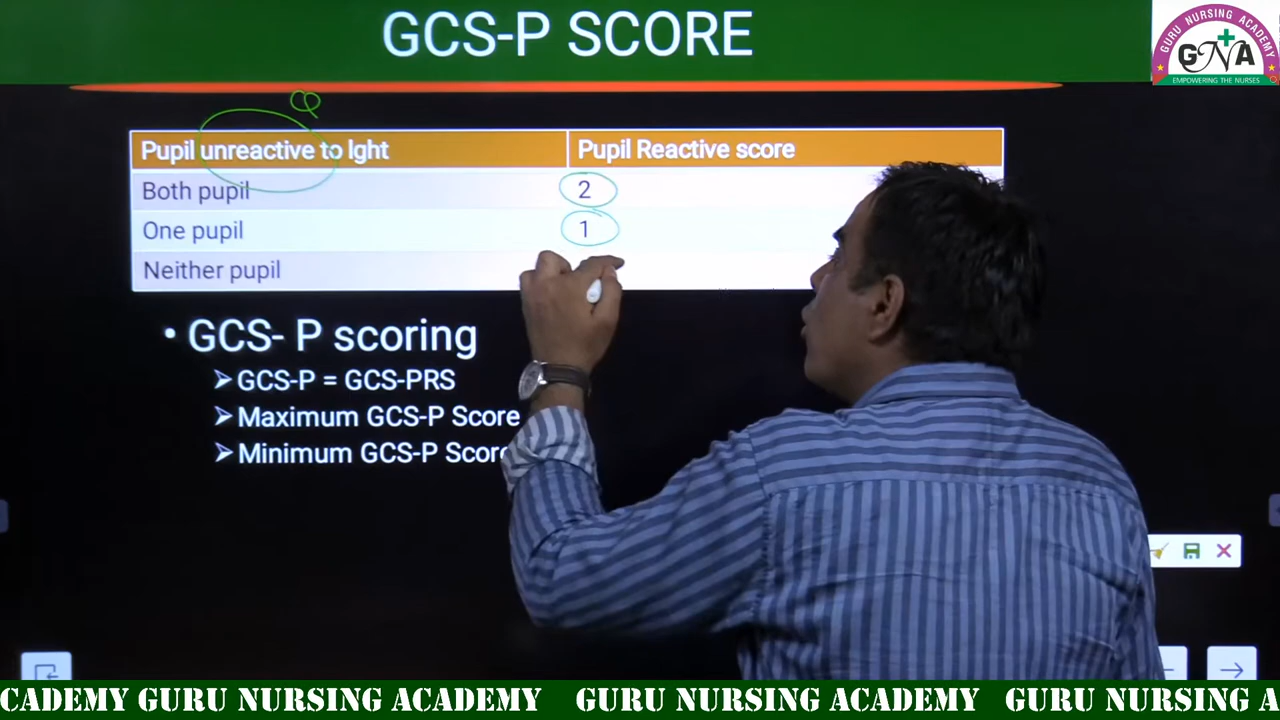 GCS-P SCORE
GURU NURSING ACADEMY
GNA
EMPOWERING THE NURSES
Pupil unreactive to lght Pupil Reactive score
Both pupil 2
One pupil 1
Neither pupil
• GCS- P scoring
➤GCS-P = GCS-PRS
➤Maximum GCS-P Score
➤Minimum GCS-P Score
CADEMY GURU NURSING ACADEMY GURU NURSING ACADEMY GURU NURSING A